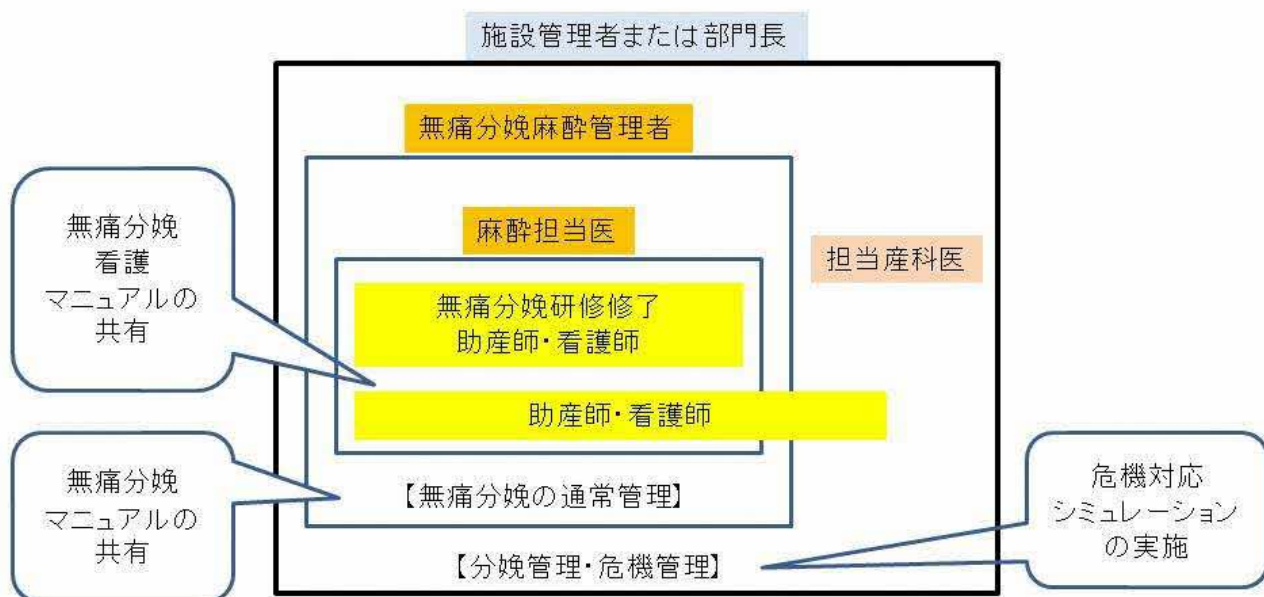 施設管理者または部門長
無痛分娩麻酔管理者
麻酔担当医
担当産科医
無痛分娩研修修了
助産師・看護師
助産師・看護師
【無痛分娩の通常管理】
【分娩管理・危機管理】
無痛分娩
看護
マニュアルの
共有
無痛分娩
マニュアルの
共有
危機対応
シミュレーション
の実施